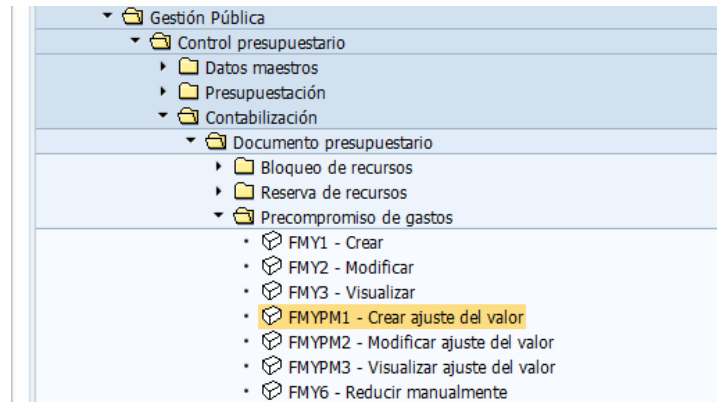 Gestión Pública
Control presupuestario
Datos maestros
Presupuestación
Contabilización
Documento presupuestario
Bloqueo de recursos
Reserva de recursos
Precompromiso de gastos
FMY1 - Crear
FMY2 - Modificar
FMY3 - Visualizar
FMYPM1 - Crear ajuste del valor
FMYPM2 - Modificar ajuste del valor
FMYPM3 - Visualizar ajuste del valor
FMY6 - Reducir manualmente